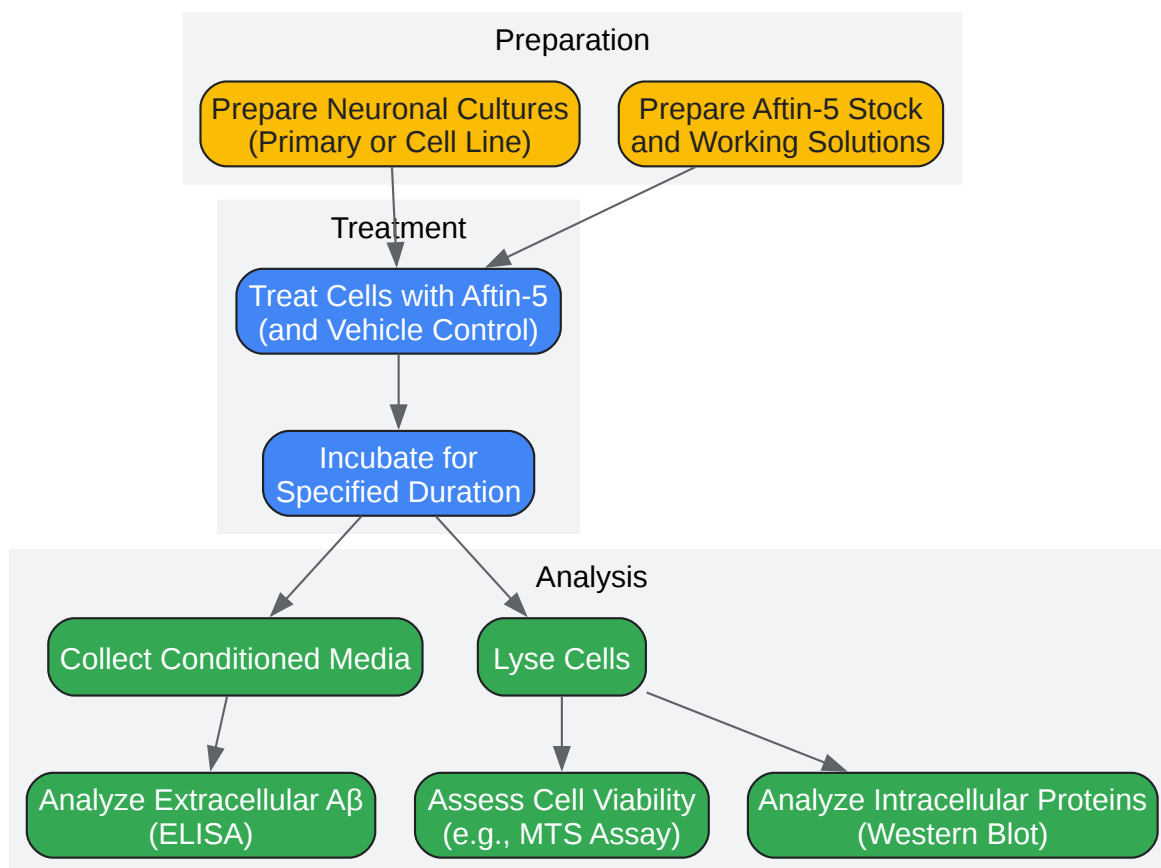 Preparation
Prepare Neuronal Cultures
(Primary or Cell Line)
Prepare Aftin-5 Stock
and Working Solutions
Treatment
Treat Cells with Aftin-5
(and Vehicle Control)
Incubate for
Specified Duration
Analysis
Collect Conditioned Media
Lyse Cells
Analyze Extracellular Aβ
(ELISA)
Assess Cell Viability
(e.g., MTS Assay)
Analyze Intracellular Proteins
(Western Blot)